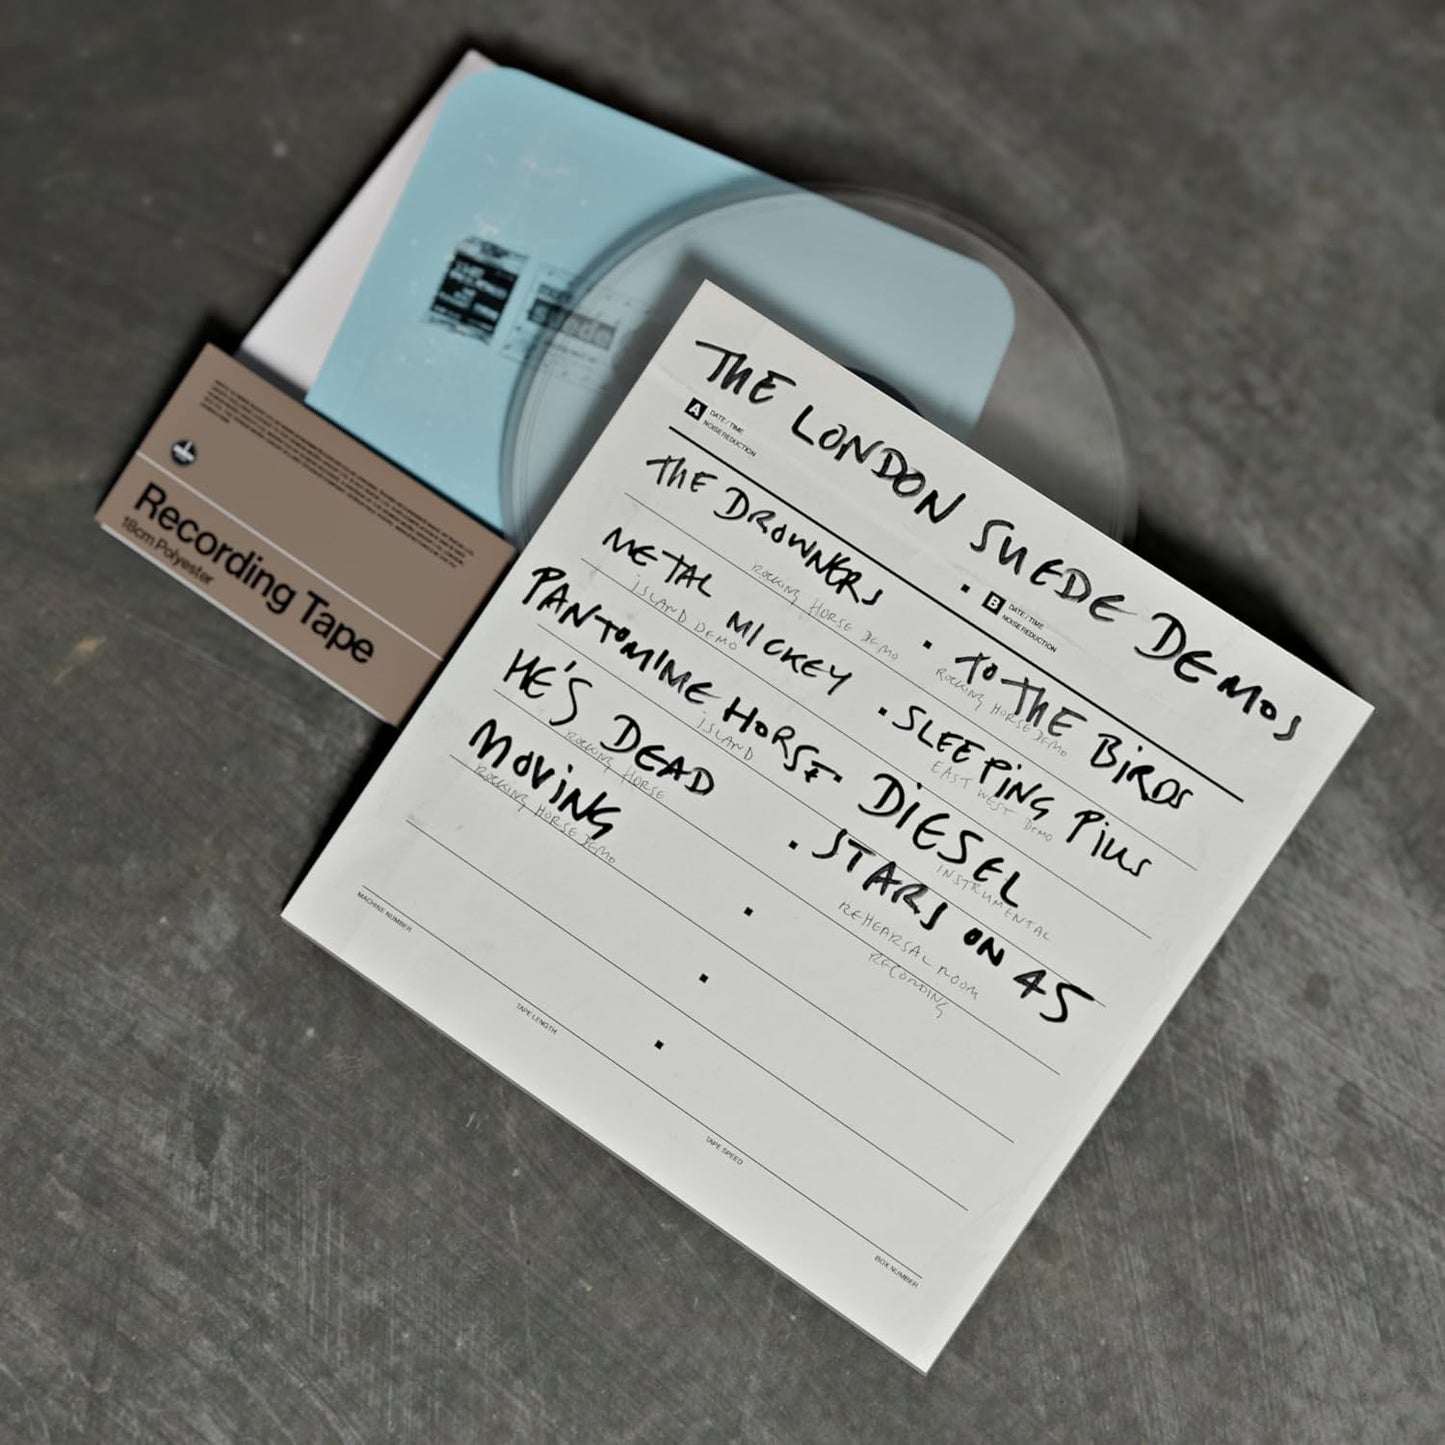 THE LONDON SUEDE DEMOS
A DATE / TIME
NOISE REDUCTION
THE DROWNERS
ROCKING HORSE DEMO
METAL MICKEY
ISLAND DEMO
PANTOMIME HORSE
ISLAND
HE'S DEAD
ROCKING HORSE
MOVING
ROCKING HORSE DEMO
B DATE / TIME
NOISE REDUCTION
TO THE BIRDS
ROCKING HORSE DEMO
SLEEPING PILLS
EAST WEST DEMO
DIESEL
INSTRUMENTAL
STARS ON 45
REHEARSAL ROOM
RECORDING
MACHINE NUMBER
TAPE LENGTH
TAPE SPEED
BOX NUMBER
Recording Tape
18cm Polyester